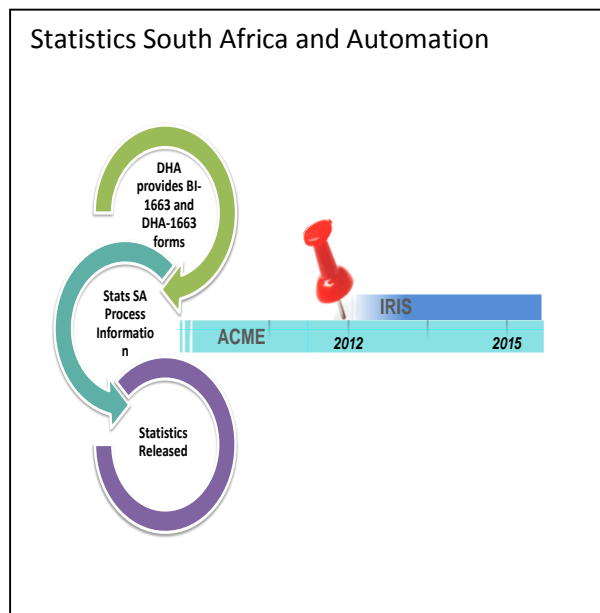 Statistics South Africa and Automation
DHA
provides BI-
1663 and
DHA-1663
forms
Stats SA
Process
Informatio
n
Statistics
Released
IRIS
ACME
2012
2015